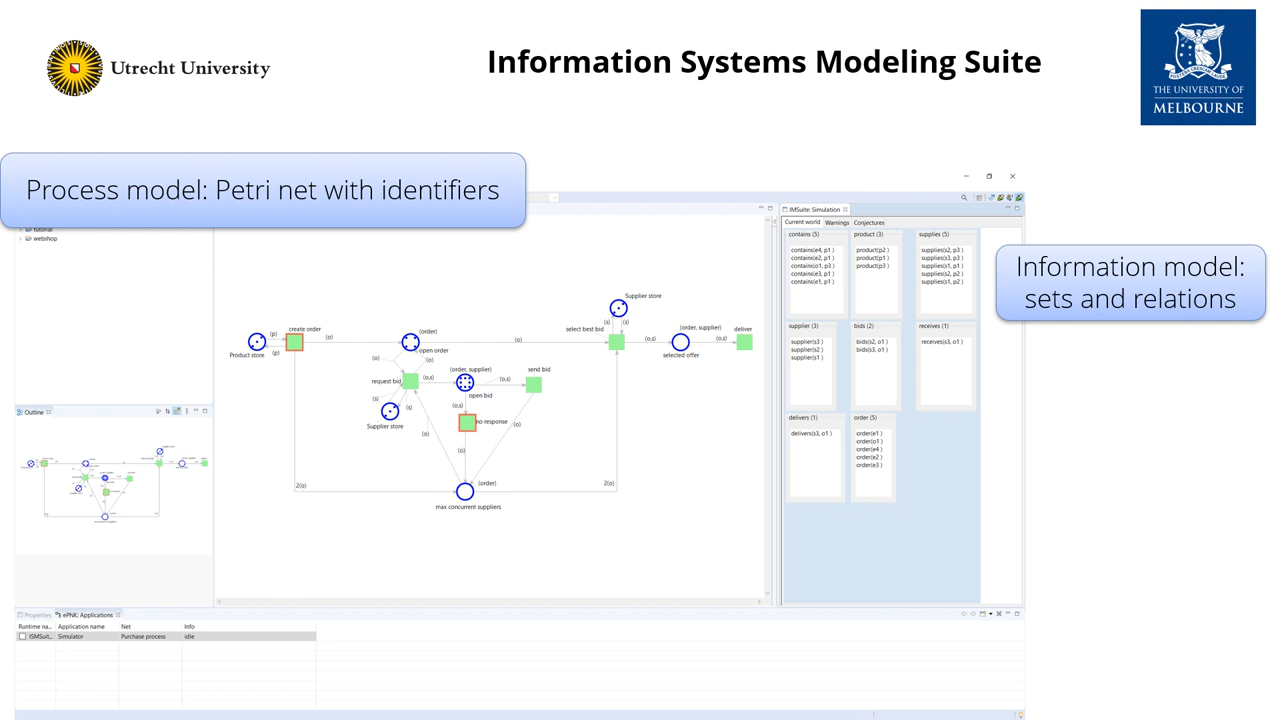 Utrecht University
Information Systems Modeling Suite
THE UNIVERSITY OF
MELBOURNE
Process model: Petri net with identifiers
Information model:
sets and relations
tutorial
webshop
Outline
create order
(p)
(p)
Product store
(o)
(order)
open order
(o)
(o)
request bid
(o,s)
(s)
(s)
Supplier store
(order, supplier)
open bid
(o,s)
send bid
(o,s)
no response
(o)
(o)
(o)
(order)
max concurrent suppliers
2(o)
2(o)
(o)
select best bid
Supplier store
(s)
(s)
(o,s)
(order, supplier)
selected offer
(o,s)
deliver
IMSuite: Simulation
Current world
Warnings
Conjectures
contains (5)
contains(e4, p1 )
contains(e2, p1 )
contains(o1, p3 )
contains(e3, p1 )
contains(e1, p1 )
product (3)
product(p2 )
product(p1 )
product(p3 )
supplies (5)
supplies(s2, p3 )
supplies(s3, p3 )
supplies(s1, p1 )
supplies(s2, p2 )
supplies(s1, p2 )
supplier (3)
supplier(s3 )
supplier(s2 )
supplier(s1 )
bids (2)
bids(s2, o1 )
bids(s3, o1 )
receives (1)
receives(s3, o1 )
delivers (1)
delivers(s3, o1 )
order (5)
order(e1 )
order(o1 )
order(e4 )
order(e2 )
order(e3 )
Properties
ePNK: Applications
Runtime na... Application name Net Info
ISMSuit... Simulator Purchase process idle